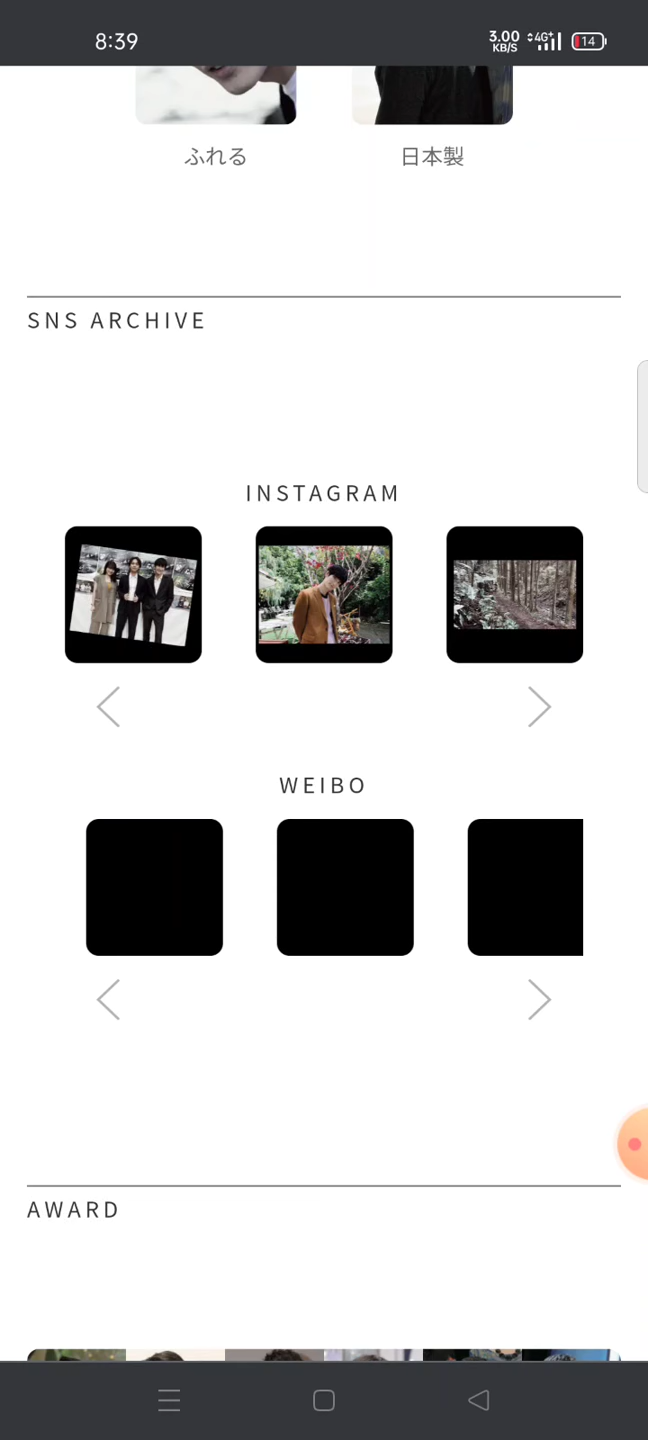 8:39
3.00
KB/S
4G+
14
ふれる
日本製
SNS ARCHIVE
INSTAGRAM
WEIBO
AWARD